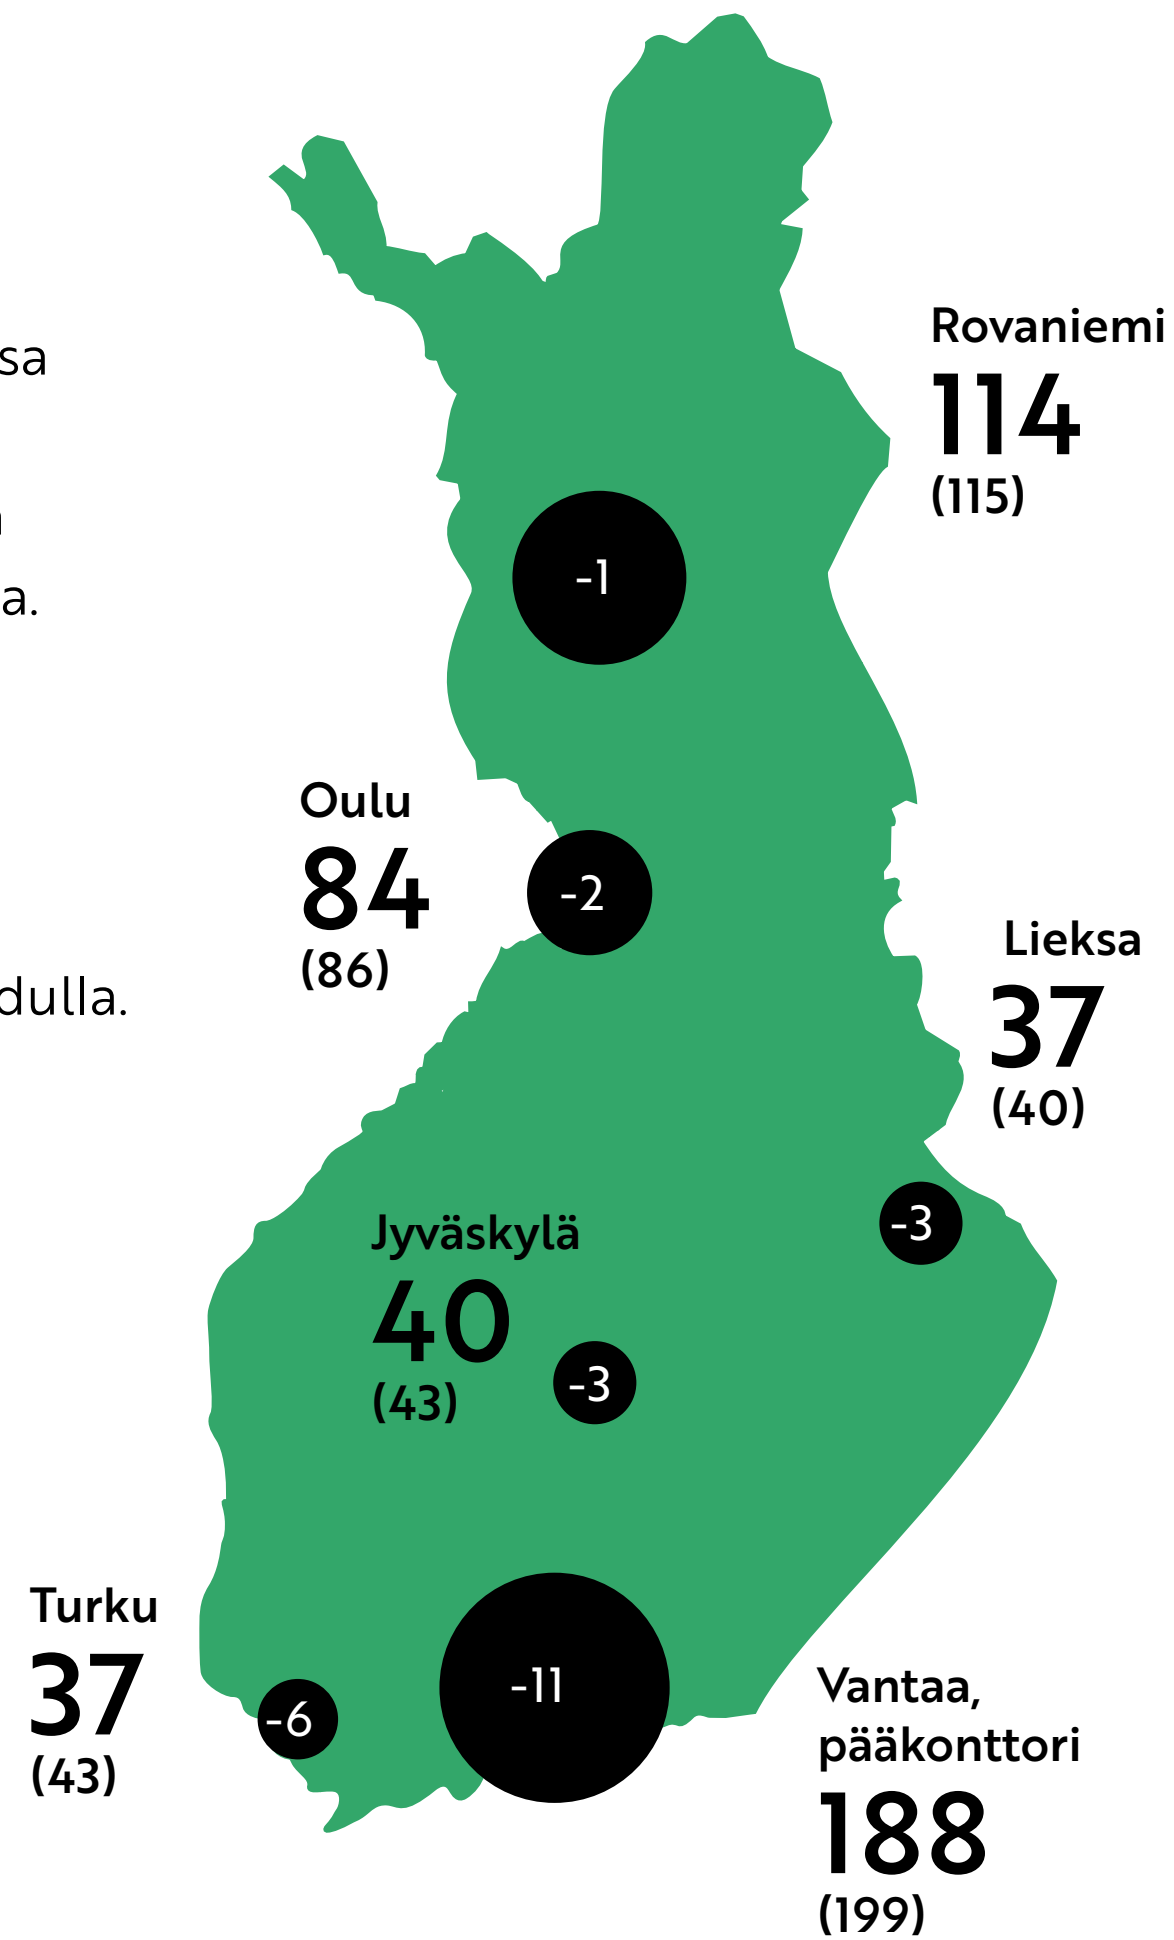 sa
a.
dulla.
Rovaniemi
114
(115)
-1
Oulu
84
(86)
-2
Lieksa
37
(40)
-3
Jyväskylä
40
(43)
-3
Turku
37
(43)
-6
-11
Vantaa,
pääkonttori
188
(199)